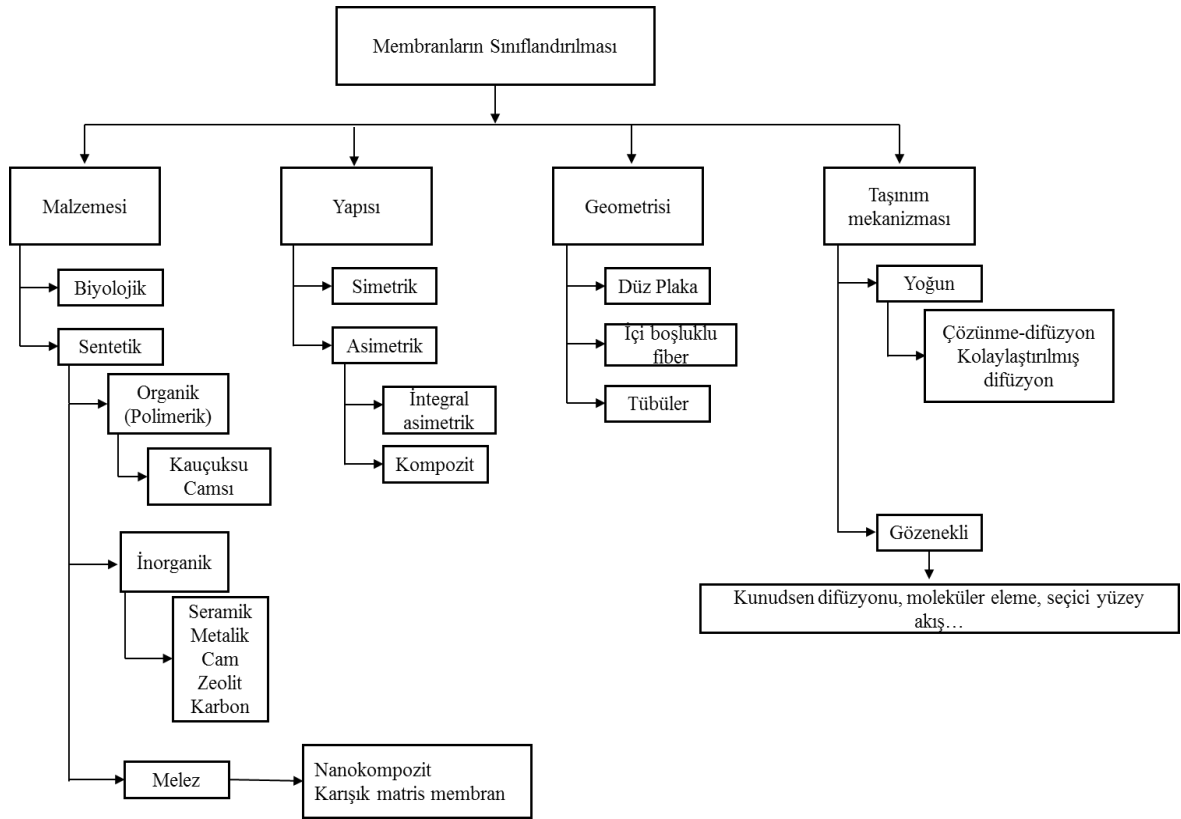 Membranların Sınıflandırılması
Malzemesi
Biyolojik
Sentetik
Organik
(Polimerik)
Kauçuksu
Camsı
İnorganik
Seramik
Metalik
Cam
Zeolit
Karbon
Melez
Nanokompozit
Karışık matris membran
Yapısı
Simetrik
Asimetrik
İntegral
asimetrik
Kompozit
Geometrisi
Düz Plaka
İçi boşluklu
fiber
Tübüler
Taşınım
mekanizması
Yoğun
Çözünme-difüzyon
Kolaylaştırılmış
difüzyon
Gözenekli
Kunudsen difüzyonu, moleküler eleme, seçici yüzey
akış…